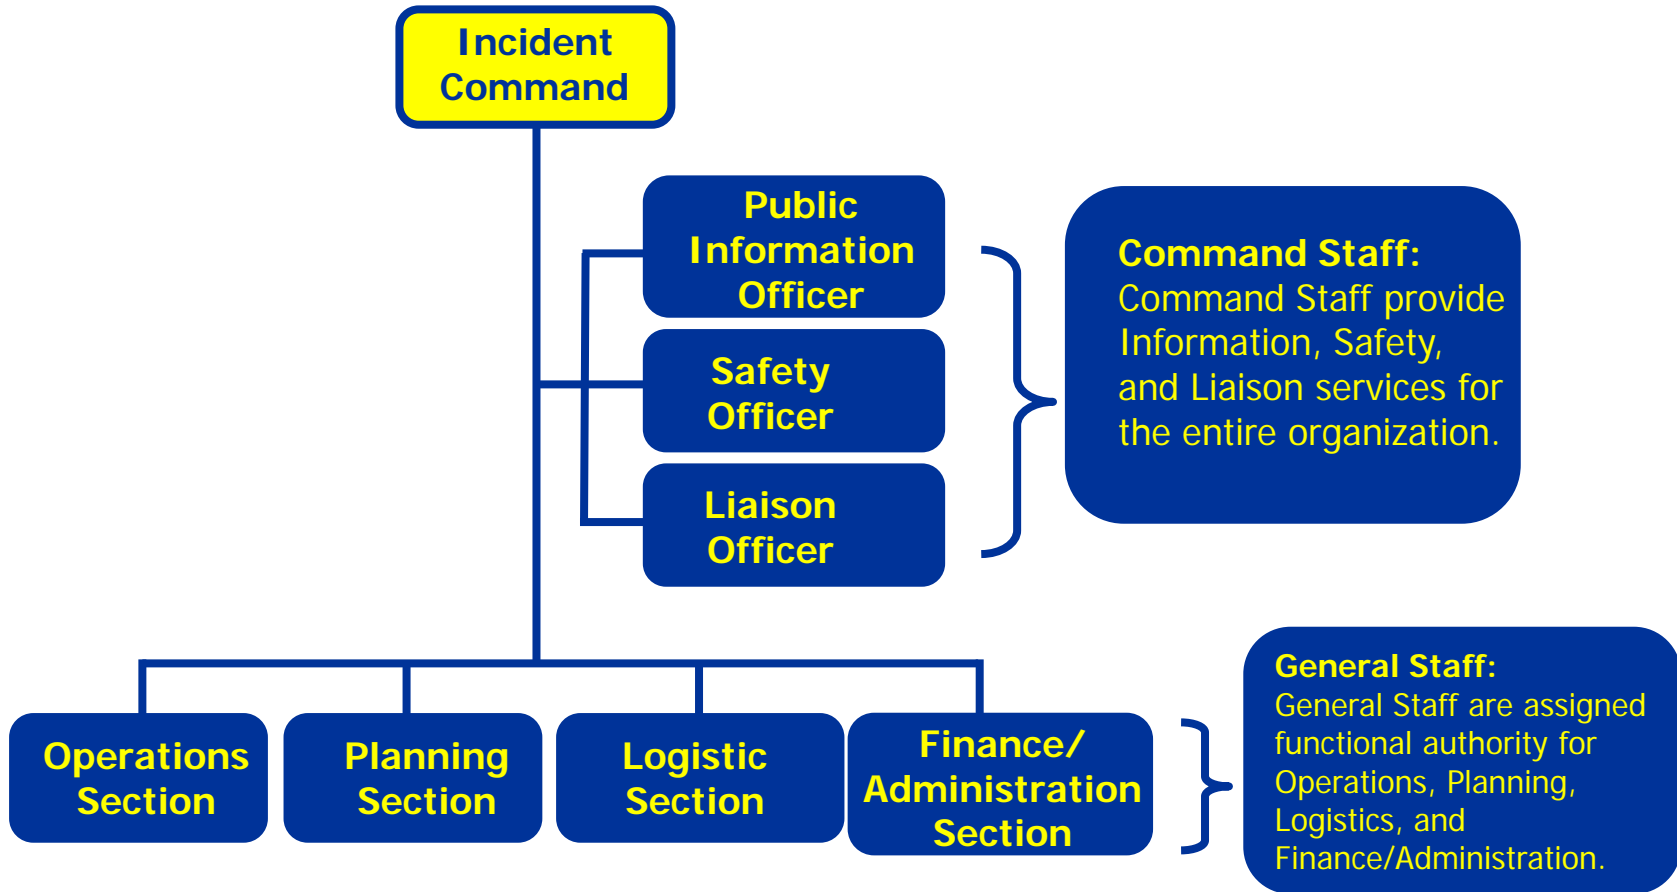 Incident
Command
Public
Information
Officer
Safety
Officer
Liaison
Officer
Command Staff:
Command Staff provide
Information, Safety,
and Liaison services for
the entire organization.
Operations
Section
Planning
Section
Logistic
Section
Finance/
Administration
Section
General Staff:
General Staff are assigned
functional authority for
Operations, Planning,
Logistics, and
Finance/Administration.